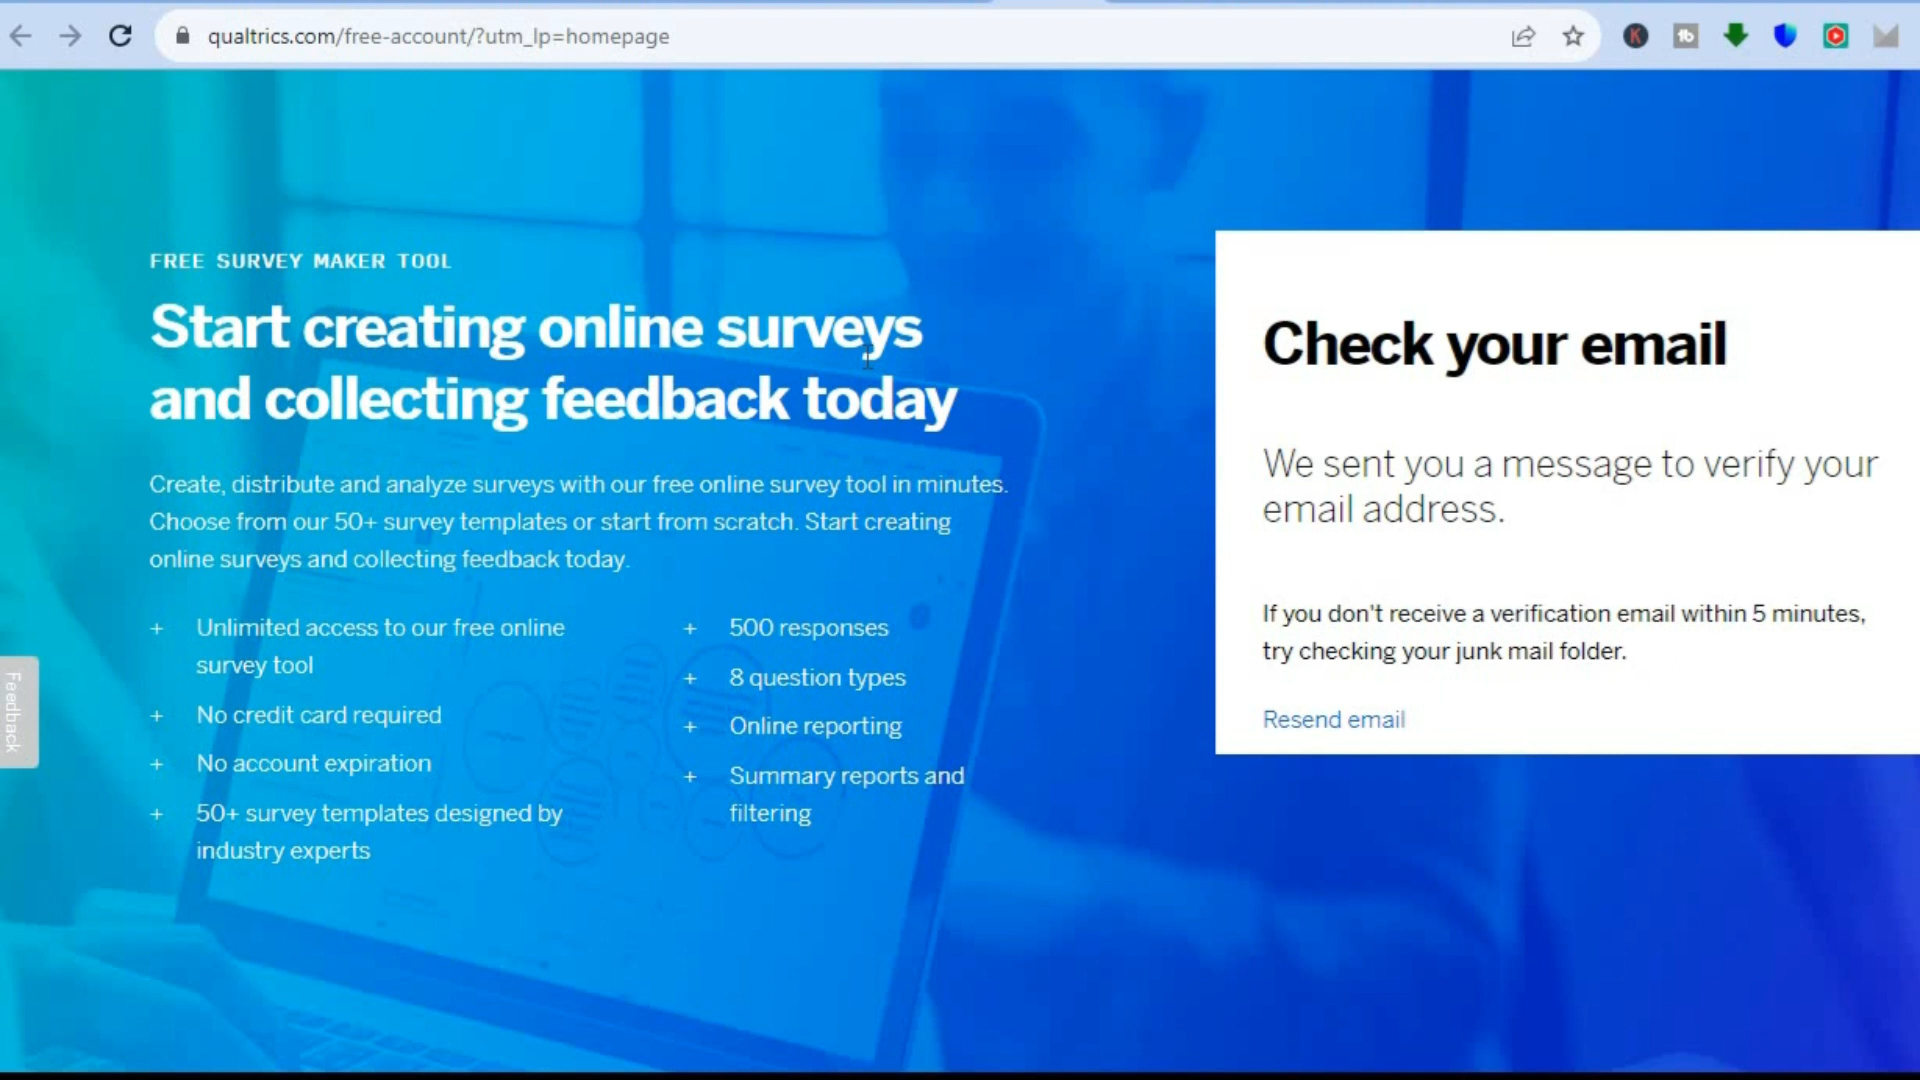 qualtrics.com/free-account/?utm_lp=homepage
FREE SURVEY MAKER TOOL
Start creating online surveys
and collecting feedback today
Create, distribute and analyze surveys with our free online survey tool in minutes.
Choose from our 50+ survey templates or start from scratch. Start creating
online surveys and collecting feedback today.
+ Unlimited access to our free online
survey tool
+ No credit card required
+ No account expiration
+ 50+ survey templates designed by
industry experts
+ 500 responses
+ 8 question types
+ Online reporting
+ Summary reports and
filtering
Check your email
We sent you a message to verify your
email address.
If you don't receive a verification email within 5 minutes,
try checking your junk mail folder.
Resend email
Feedback
K
tb